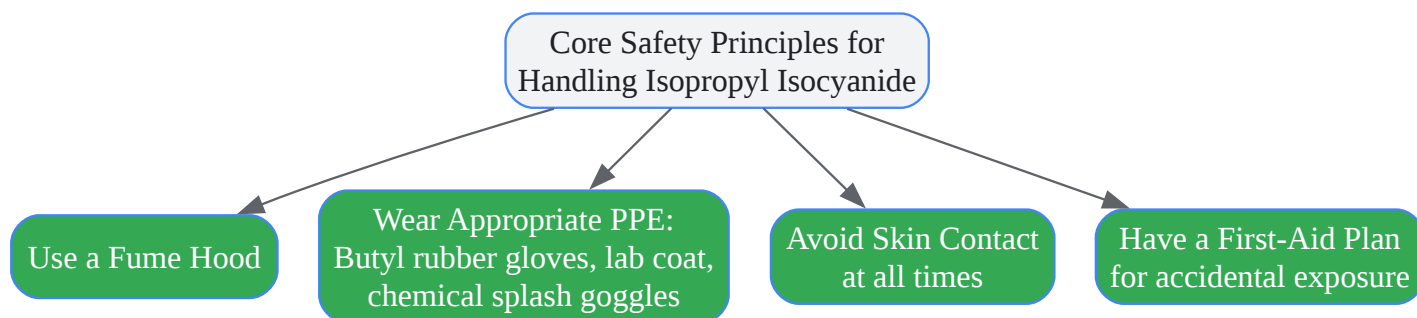 Core Safety Principles for
Handling Isopropyl Isocyanide
Use a Fume Hood
Wear Appropriate PPE:
Butyl rubber gloves, lab coat,
chemical splash goggles
Avoid Skin Contact
at all times
Have a First-Aid Plan
for accidental exposure